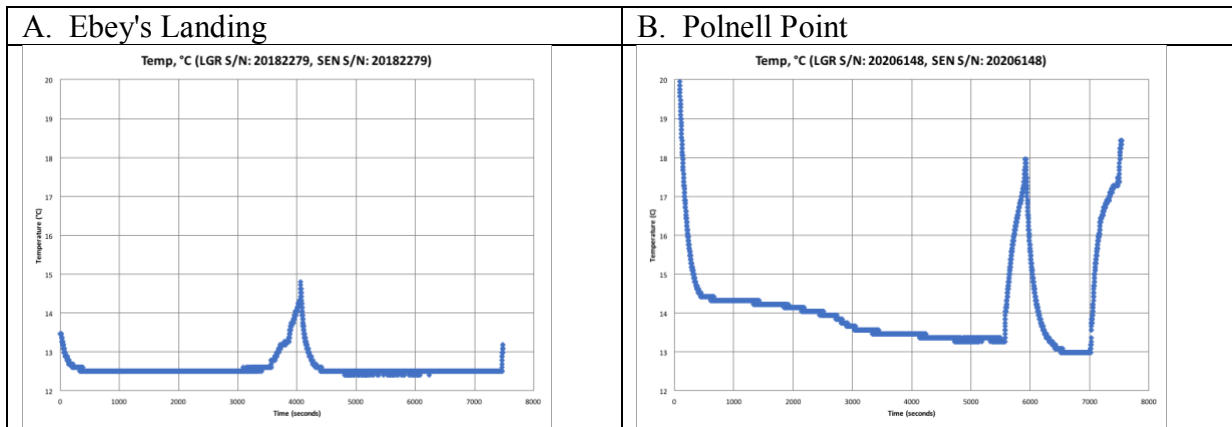 A. Ebey's Landing
B. Polnell Point
Temp, °C (LGR S/N: 20182279, SEN S/N: 20182279)
20
19
18
17
16
15
14
13
12
Temperature (°C)
0 1000 2000 3000 4000 5000 6000 7000 8000
Time (seconds)
Temp, °C (LGR S/N: 20206148, SEN S/N: 20206148)
20
19
18
17
16
15
14
13
12
Temperature (C)
0 1000 2000 3000 4000 5000 6000 7000 8000
Time (seconds)